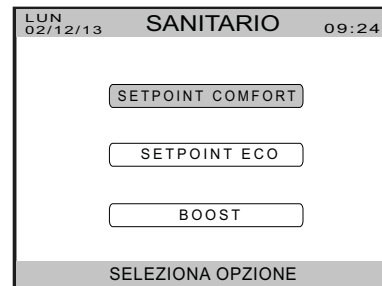 LUN
02/12/13
SANITARIO
09:24
SETPOINT COMFORT
SETPOINT ECO
BOOST
SELEZIONA OPZIONE